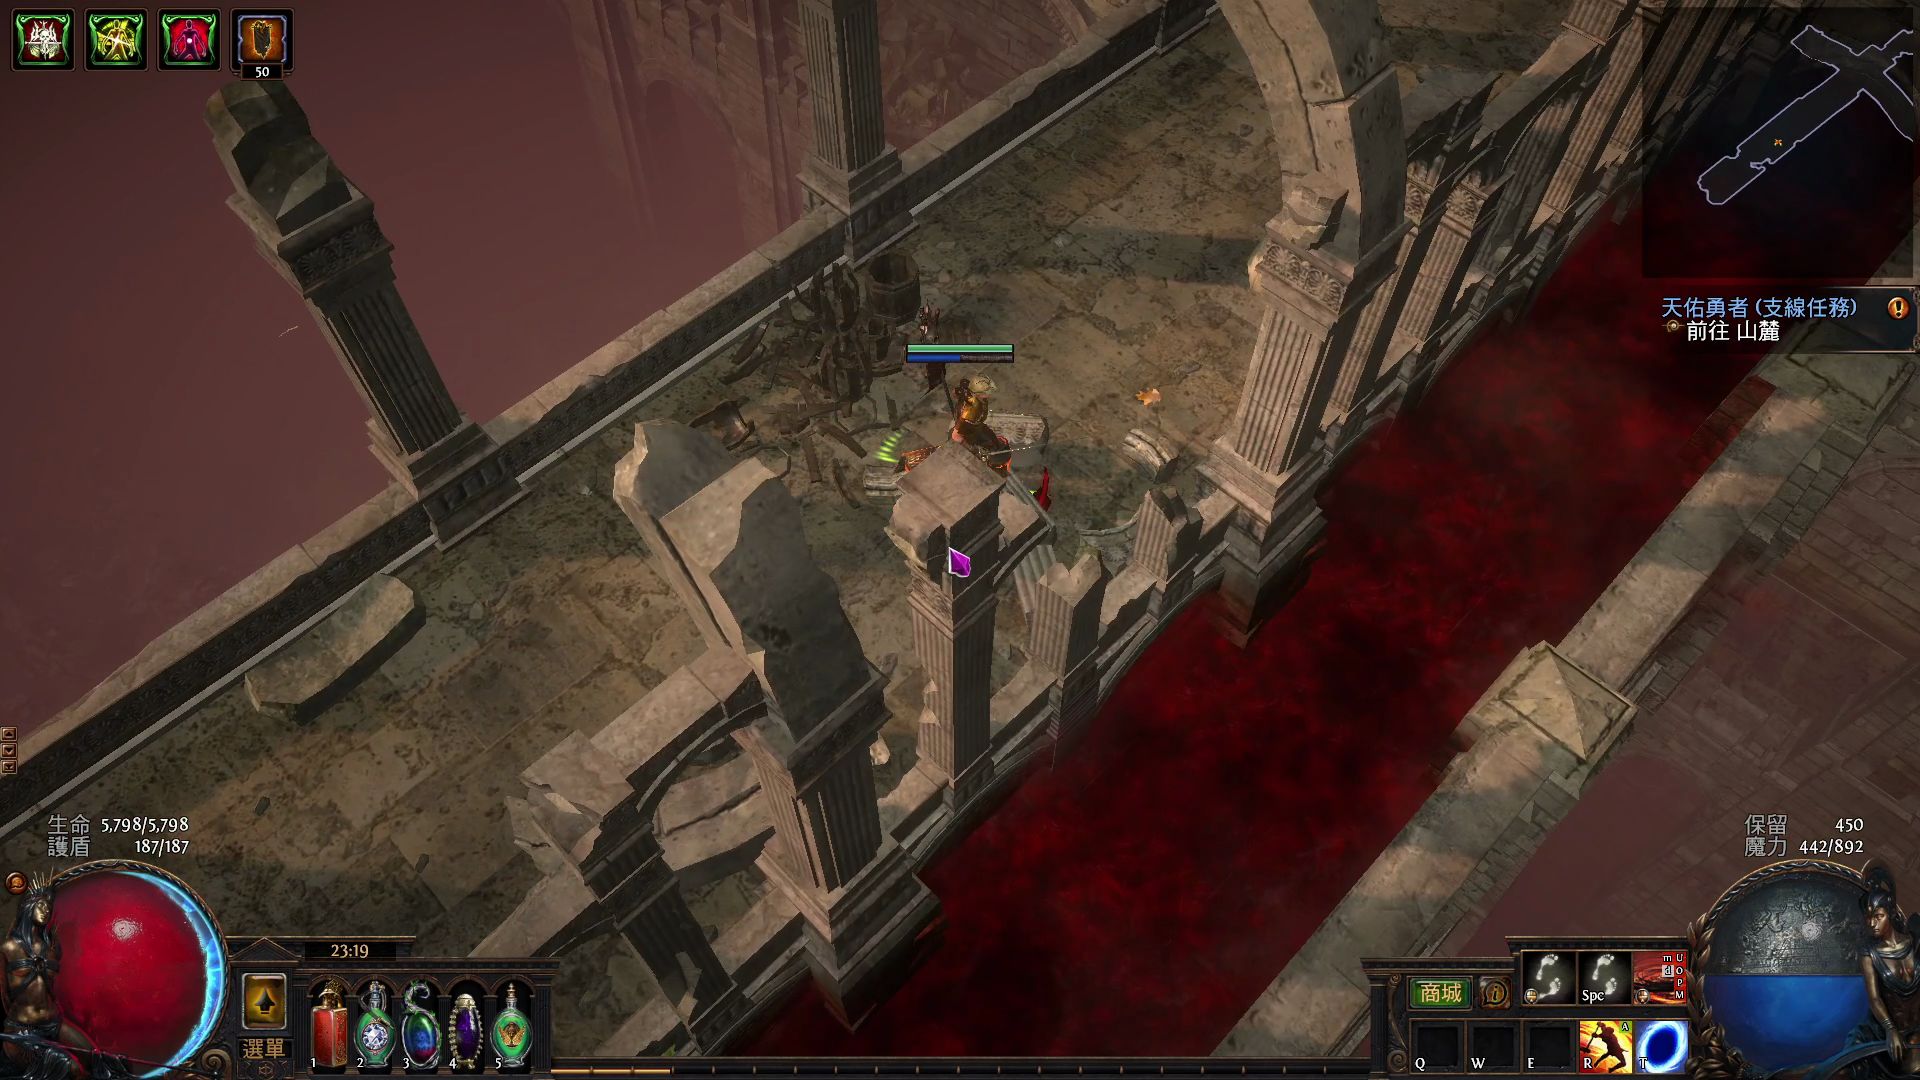 50
天佑勇者 (支線任務)
前往 山麓
生命 5,798/5,798
護盾 187/187
保留 450
魔力 442/892
23:19
選單
1
2
3
4
5
商城
Spc
m U
d O
P
M
Q
W
E
R
A
T